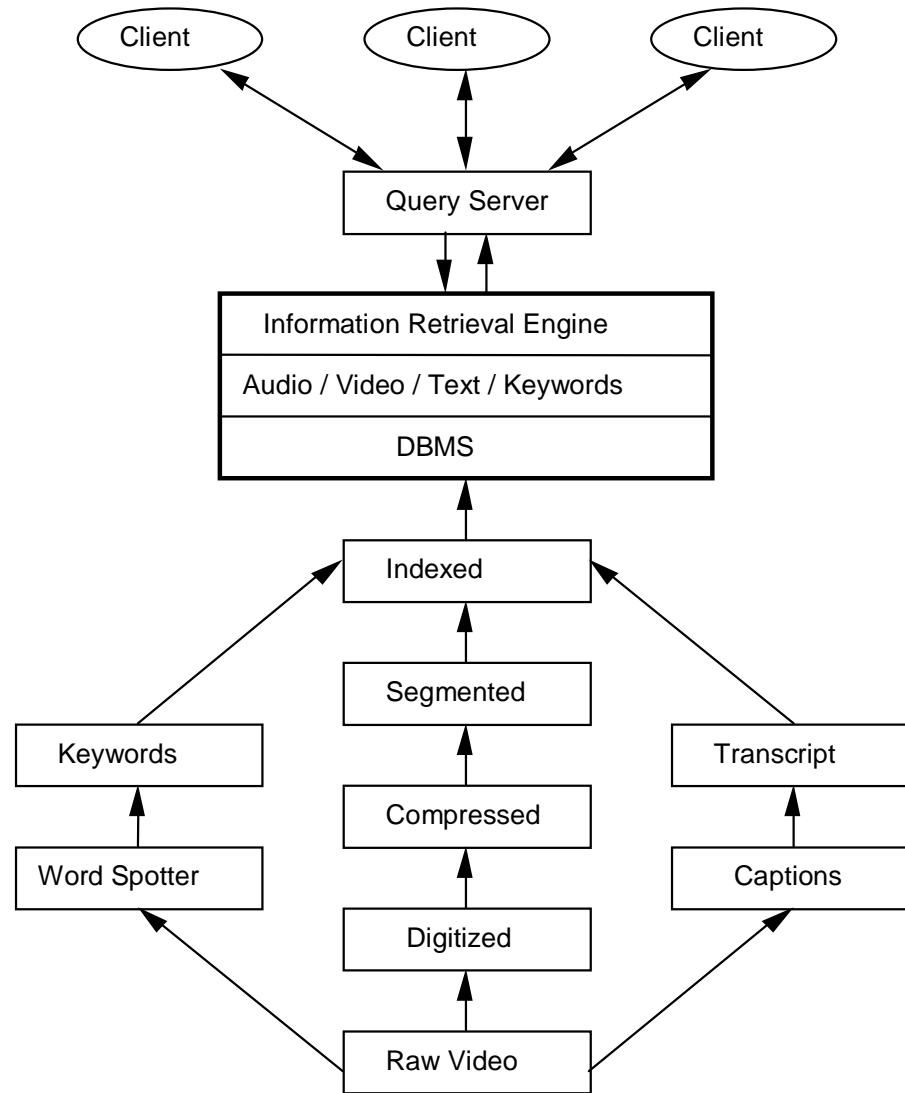 Client
Client
Client
Query Server
Information Retrieval Engine
Audio / Video / Text / Keywords
DBMS
Indexed
Segmented
Keywords
Transcript
Compressed
Word Spotter
Captions
Digitized
Raw Video